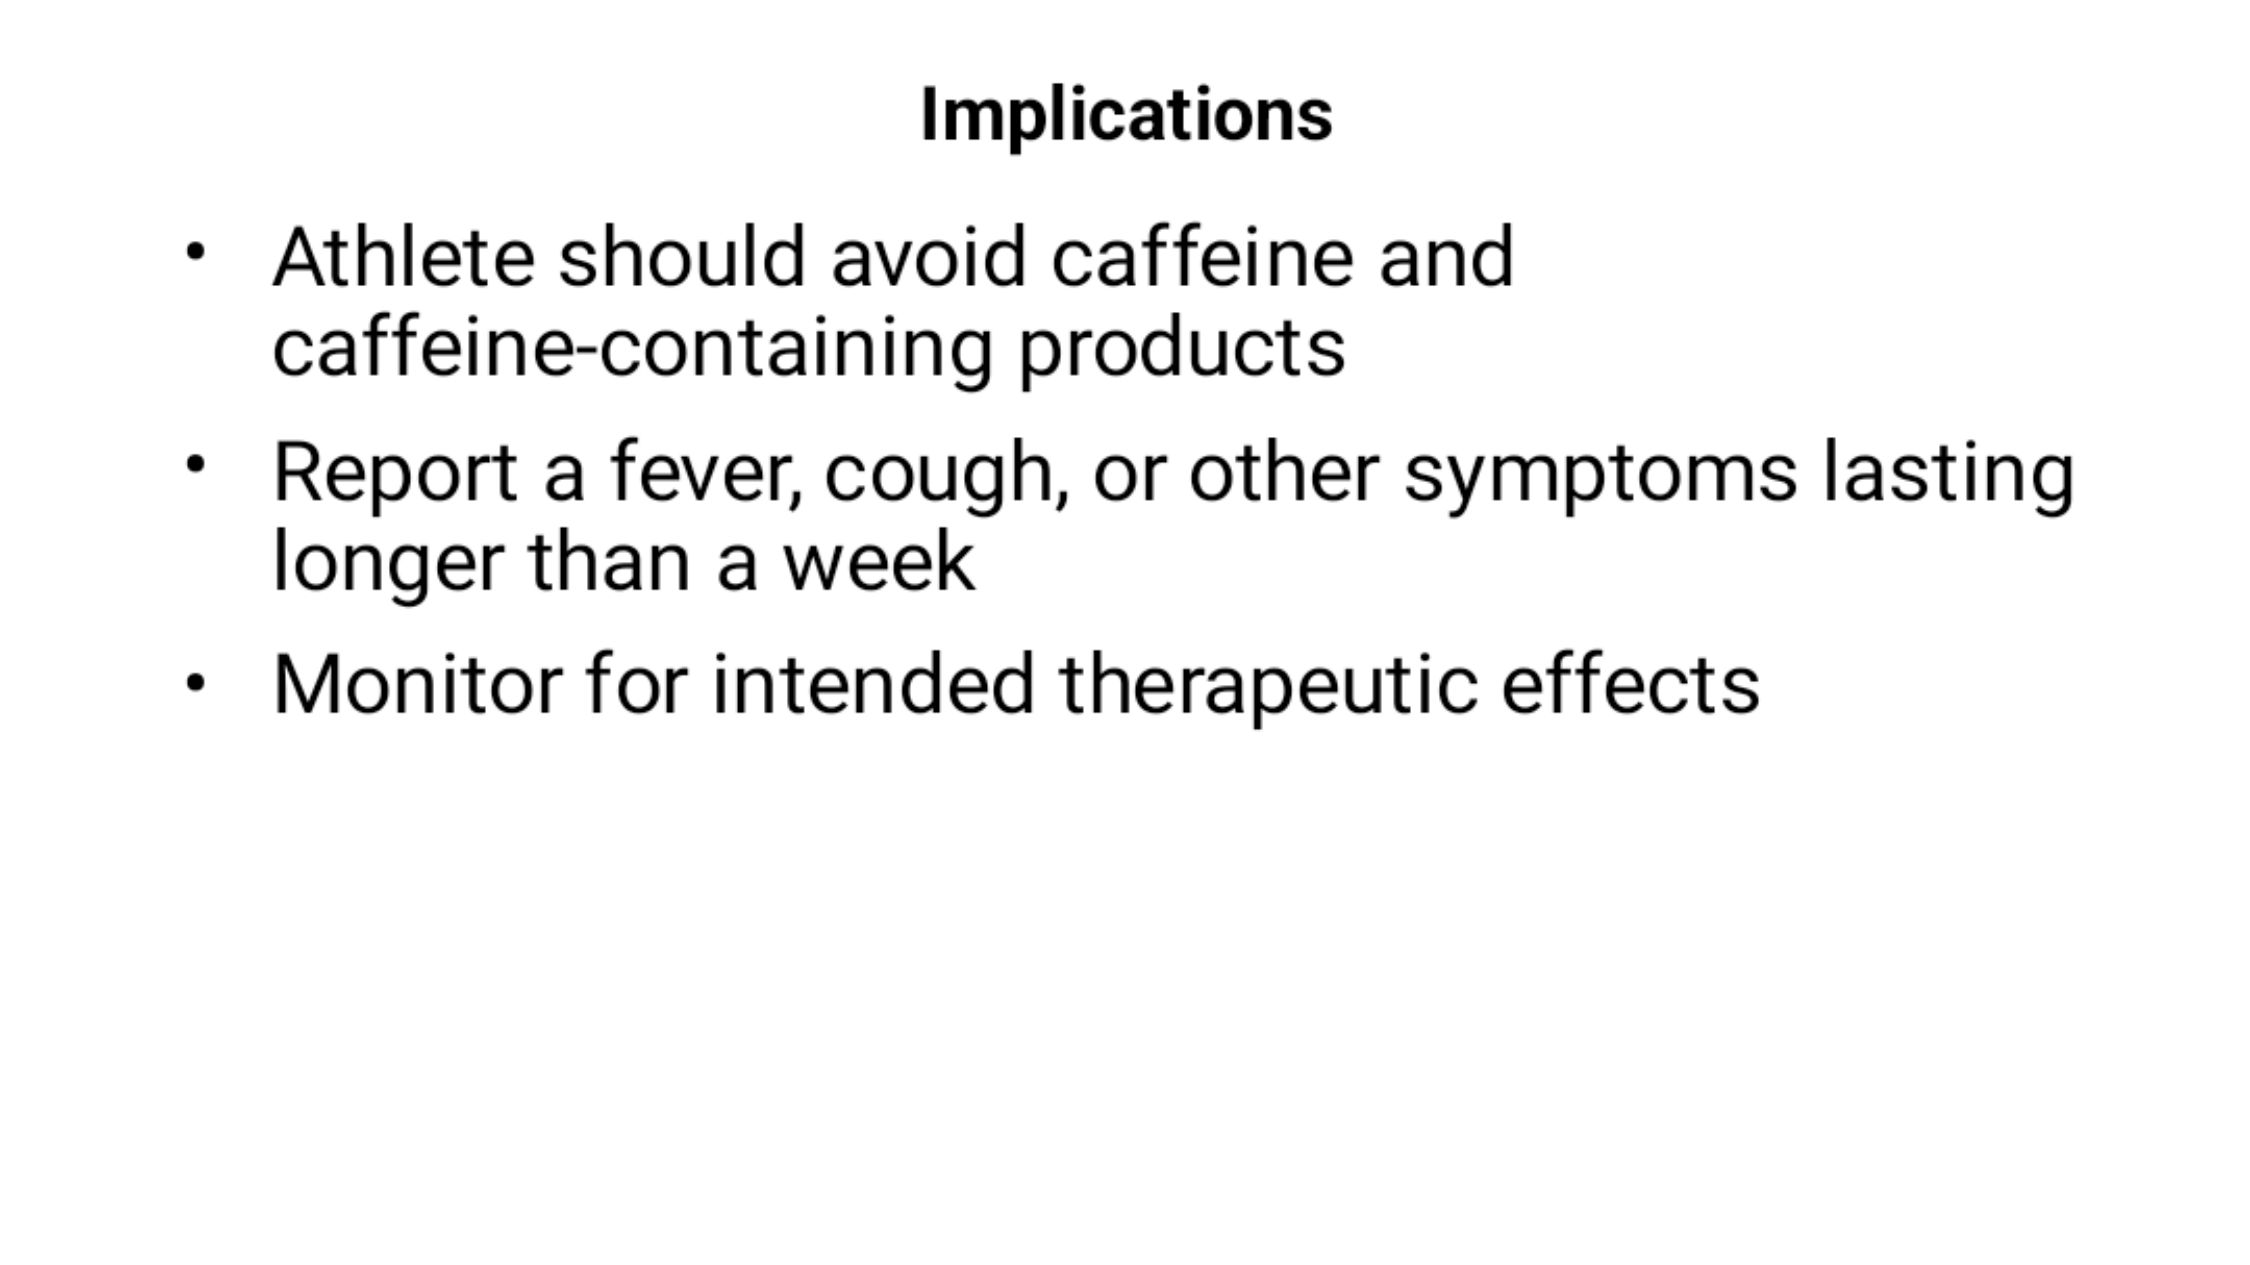 Implications
• Athlete should avoid caffeine and
caffeine-containing products
• Report a fever, cough, or other symptoms lasting
longer than a week
• Monitor for intended therapeutic effects